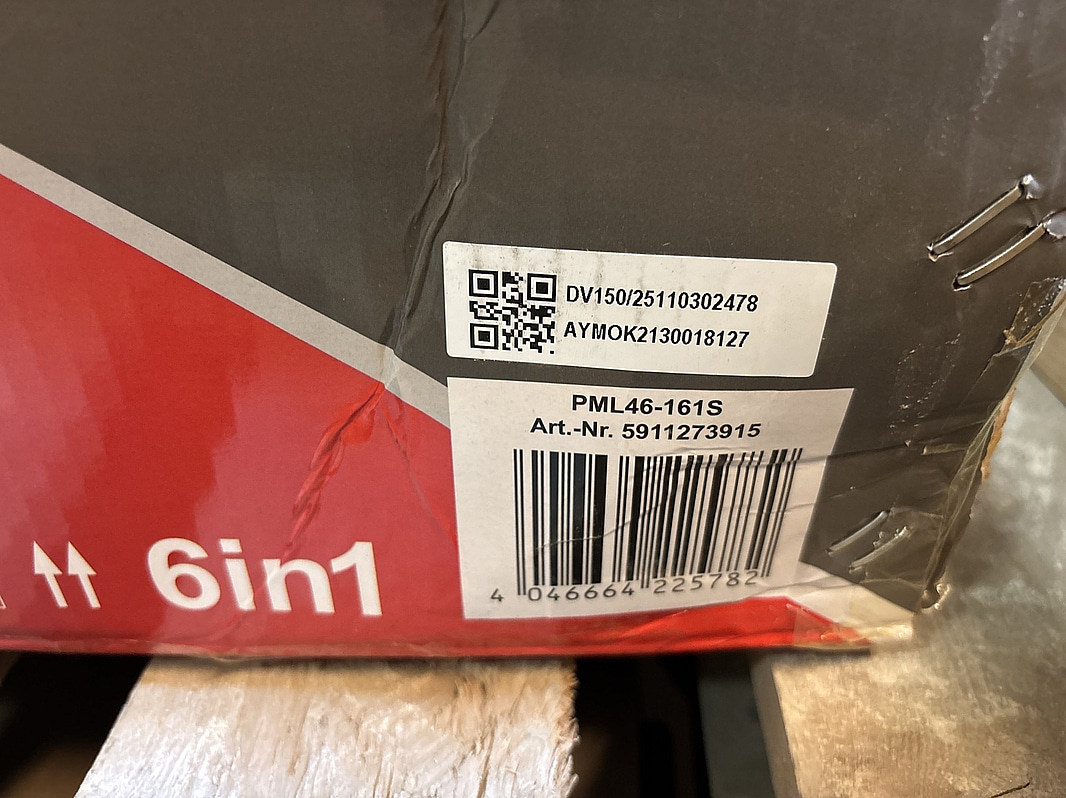 DV150/25110302478
AYMOK2130018127
PML46-161S
Art.-Nr. 5911273915
4 046664 225782
6in1